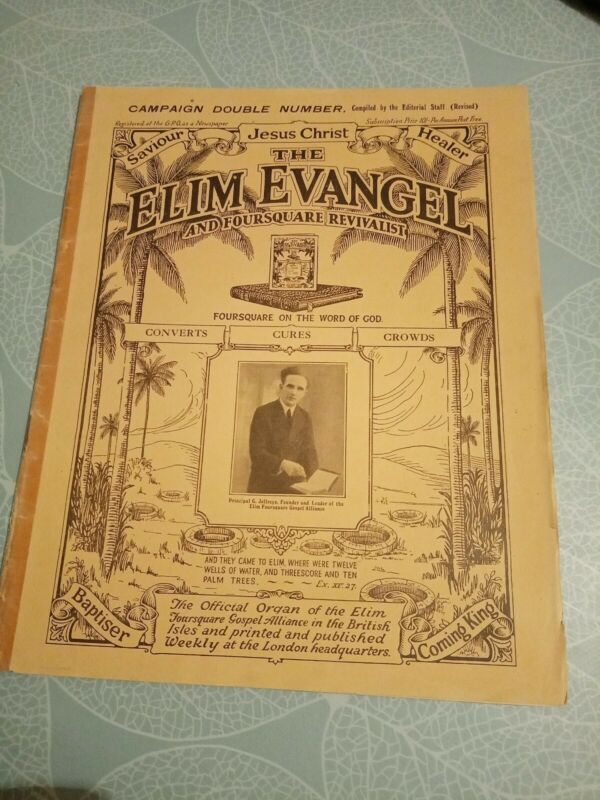 CAMPAIGN DOUBLE NUMBER, Compiled by the Editorial Staff (Revised)
Registered at the G.P.O. as a Newspaper
Subscription Price 10/- Per Annum Post Free
Saviour
Jesus Christ
Healer
THE
ELIM EVANGEL
AND FOURSQUARE REVIVALIST
FOURSQUARE ON THE WORD OF GOD.
CONVERTS CURES CROWDS
Principal G. Jeffreys, Founder and Leader of the
Elim Foursquare Gospel Alliance
AND THEY CAME TO ELIM, WHERE WERE TWELVE
WELLS OF WATER, AND THREESCORE AND TEN
PALM TREES. ~ ~ ~ Ex. XV. 27.
Baptiser
The Official Organ of the Elim
Foursquare Gospel Alliance in the British
Isles and printed and published
Weekly at the London headquarters.
Coming King